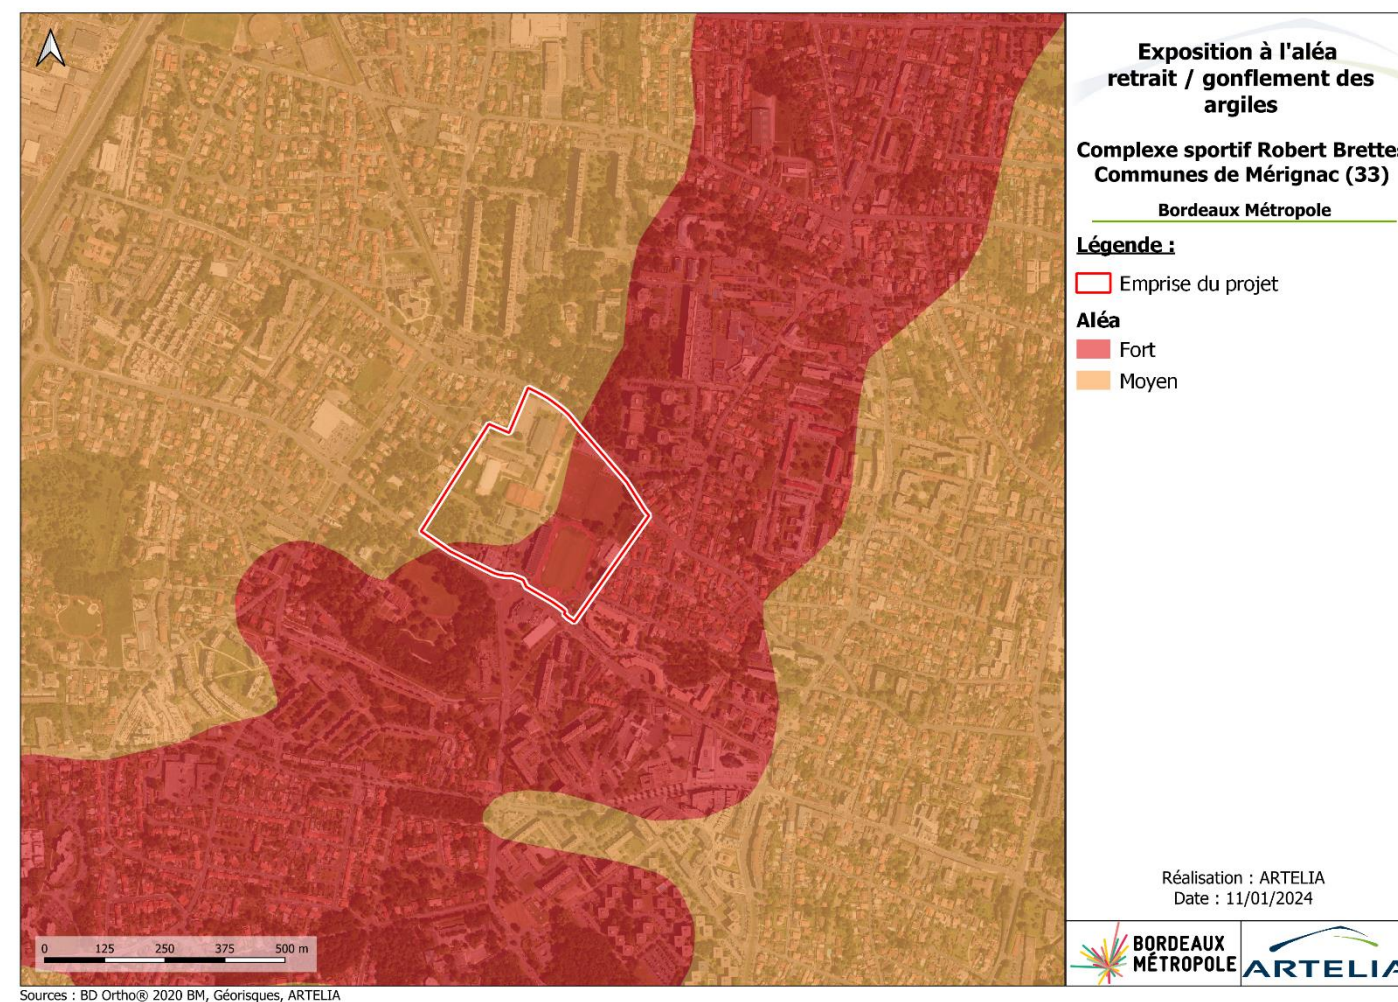 Exposition à l'aléa
retrait / gonflement des
argiles
Complexe sportif Robert Brettes
Communes de Mérignac (33)
Bordeaux Métropole
Légende :
Emprise du projet
Aléa
Fort
Moyen
Réalisation : ARTELIA
Date : 11/01/2024
BORDEAUX
MÉTROPOLE
ARTELIA
0 125 250 375 500 m
Sources : BD Ortho® 2020 BM, Géorisques, ARTELIA